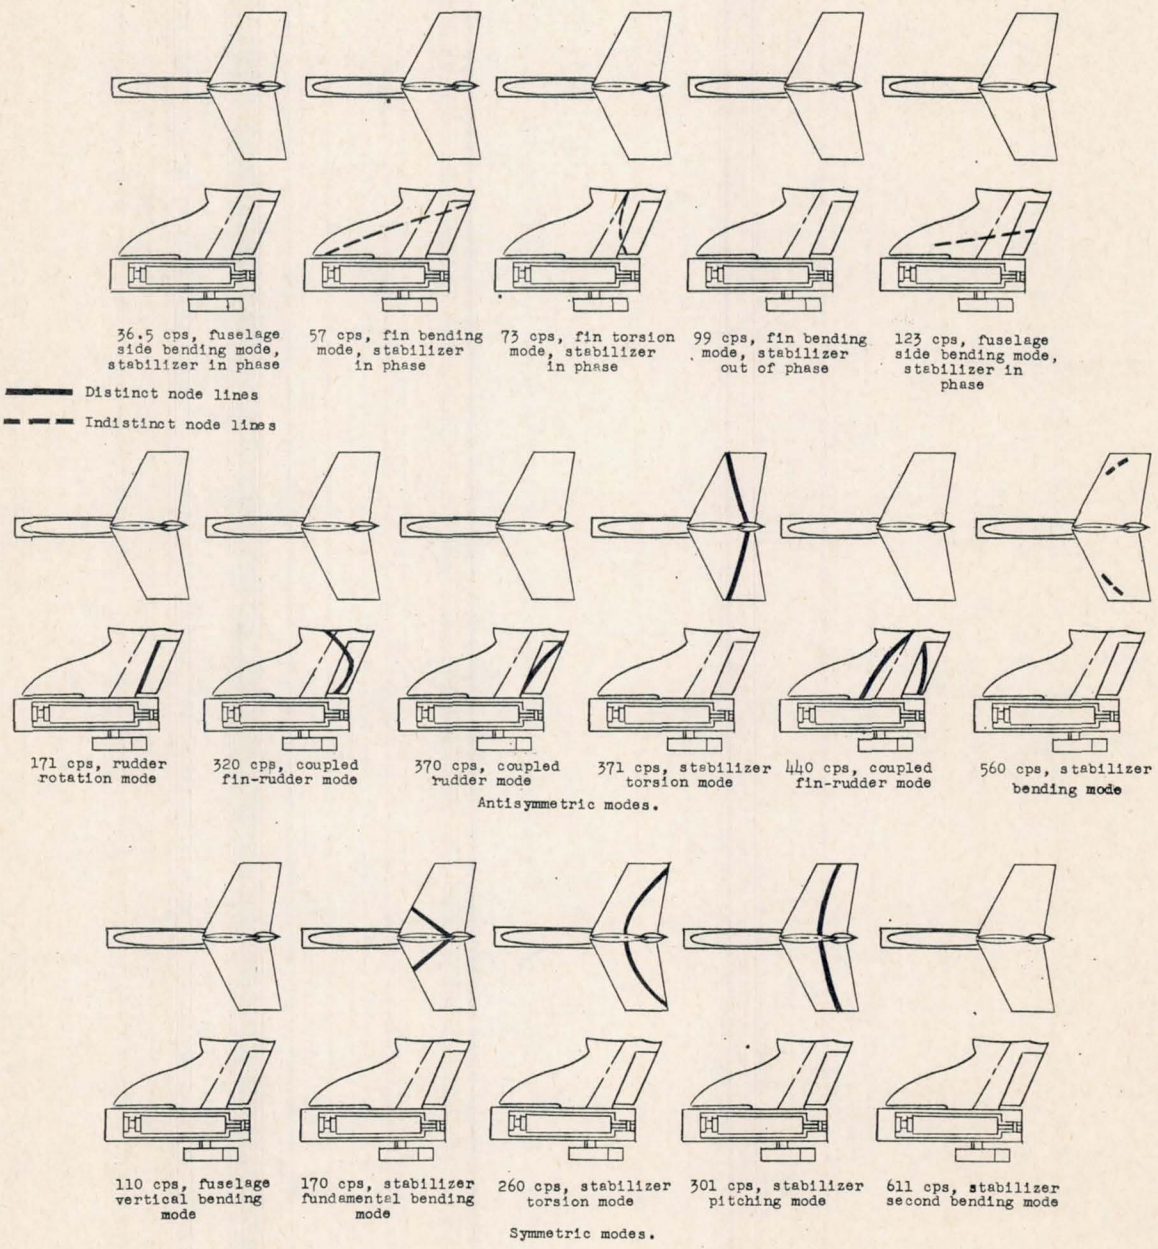 36.5 cps, fuselage
side bending mode,
stabilizer in phase
57 cps, fin bending
mode, stabilizer
in phase
73 cps, fin torsion
mode, stabilizer
in phase
99 cps, fin bending
mode, stabilizer
out of phase
123 cps, fuselage
side bending mode,
stabilizer in
phase
Distinct node lines
Indistinct node lines
171 cps, rudder
rotation mode
320 cps, coupled
fin-rudder mode
370 cps, coupled
rudder mode
371 cps, stabilizer
torsion mode
440 cps, coupled
fin-rudder mode
560 cps, stabilizer
bending mode
Antisymmetric modes.
110 cps, fuselage
vertical bending
mode
170 cps, stabilizer
fundamental bending
mode
260 cps, stabilizer
torsion mode
301 cps, stabilizer
pitching mode
611 cps, stabilizer
second bending mode
Symmetric modes.